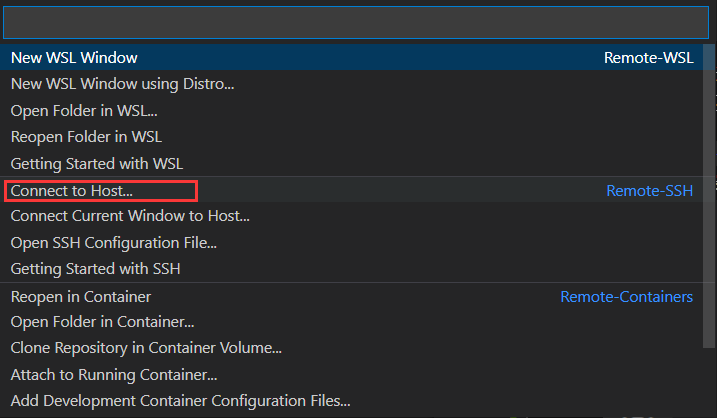 New WSL Window Remote-WSL
New WSL Window using Distro...
Open Folder in WSL...
Reopen Folder in WSL
Getting Started with WSL
Connect to Host... Remote-SSH
Connect Current Window to Host...
Open SSH Configuration File...
Getting Started with SSH
Reopen in Container Remote-Containers
Open Folder in Container...
Clone Repository in Container Volume...
Attach to Running Container...
Add Development Container Configuration Files...